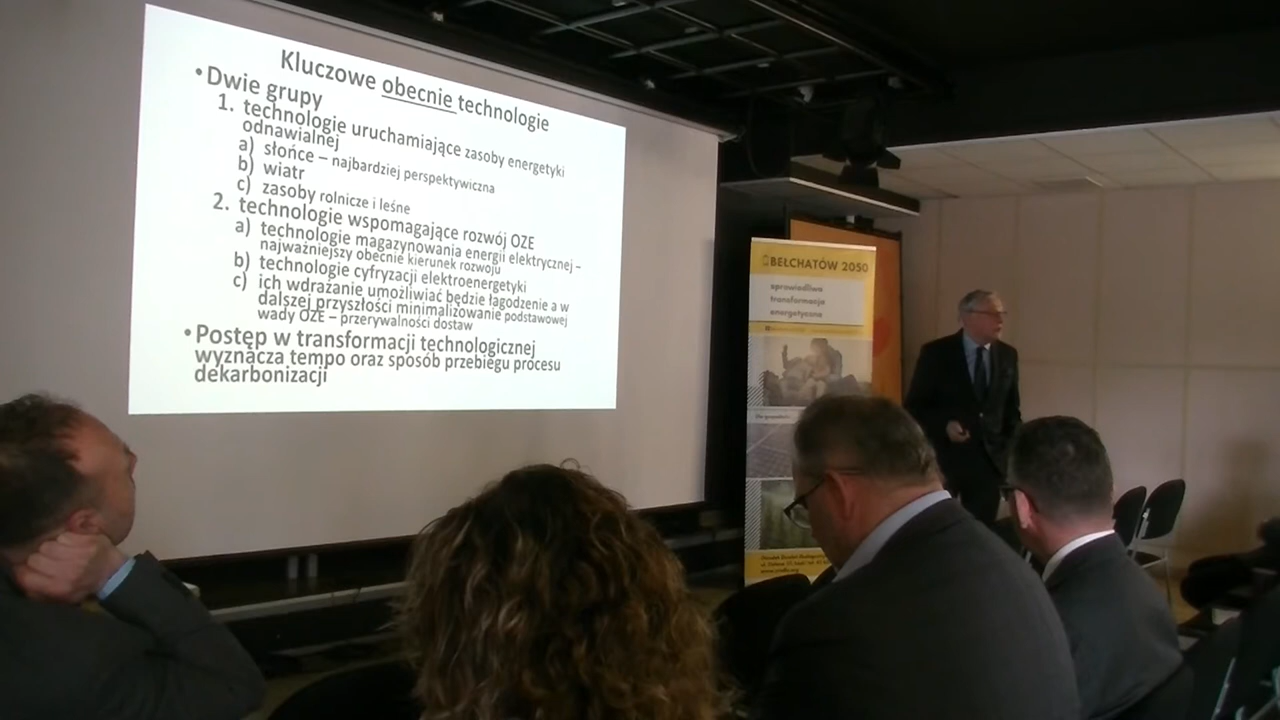 Kluczowe obecnie technologie
•Dwie grupy
1. technologie uruchamiające zasoby energetyki
odnawialnej
a) słońce – najbardziej perspektywiczna
b) wiatr
c) zasoby rolnicze i leśne
2. technologie wspomagające rozwój OZE
a) technologie magazynowania energii elektrycznej –
najważniejszy obecnie kierunek rozwoju
b) technologie cyfryzacji elektroenergetyki
c) ich wdrażanie umożliwiać będzie łagodzenie a w
dalszej przyszłości minimalizowanie podstawowej
wady OZE – przerywalności dostaw
•Postęp w transformacji technologicznej
wyznacza tempo oraz sposób przebiegu procesu
dekarbonizacji
BEŁCHATÓW 2050
sprawiedliwa
transformacja
energetyczna